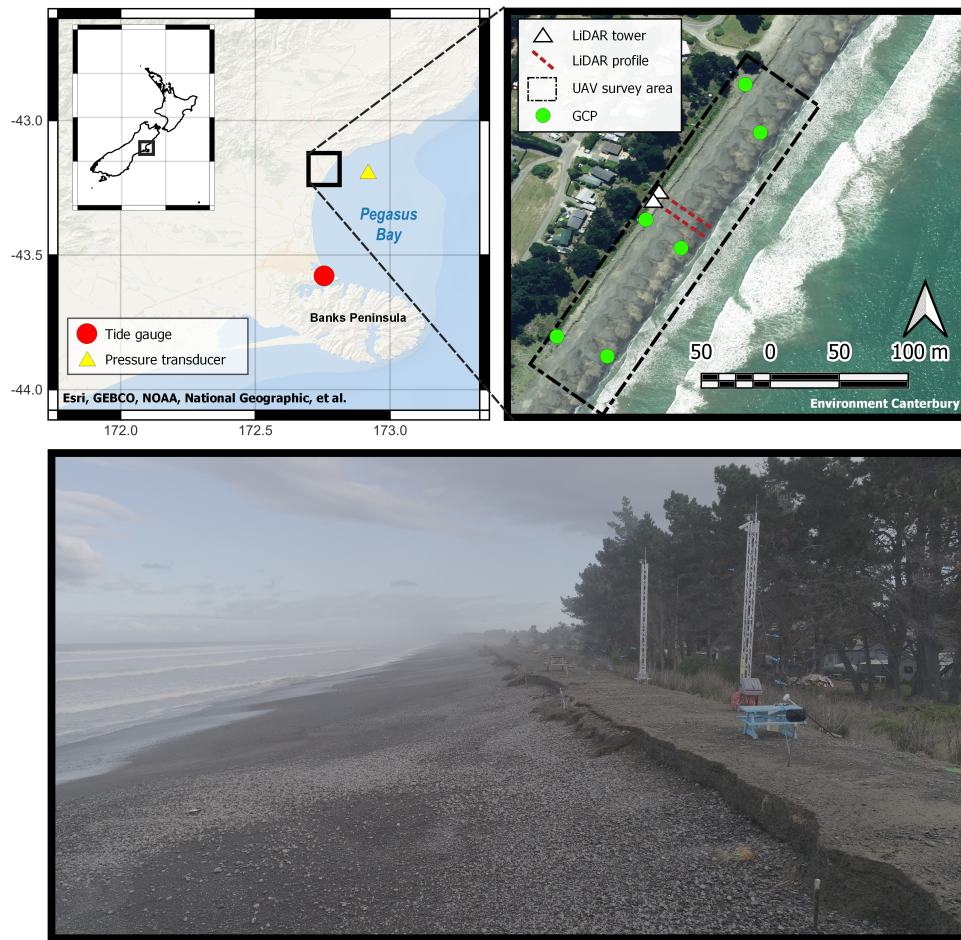 -43.0
-43.5
-44.0
172.0
172.5
173.0
Pegasus
Bay
Banks Peninsula
Tide gauge
Pressure transducer
Esri, GEBCO, NOAA, National Geographic, et al.
LiDAR tower
LiDAR profile
UAV survey area
GCP
50 0 50 100 m
Environment Canterbury